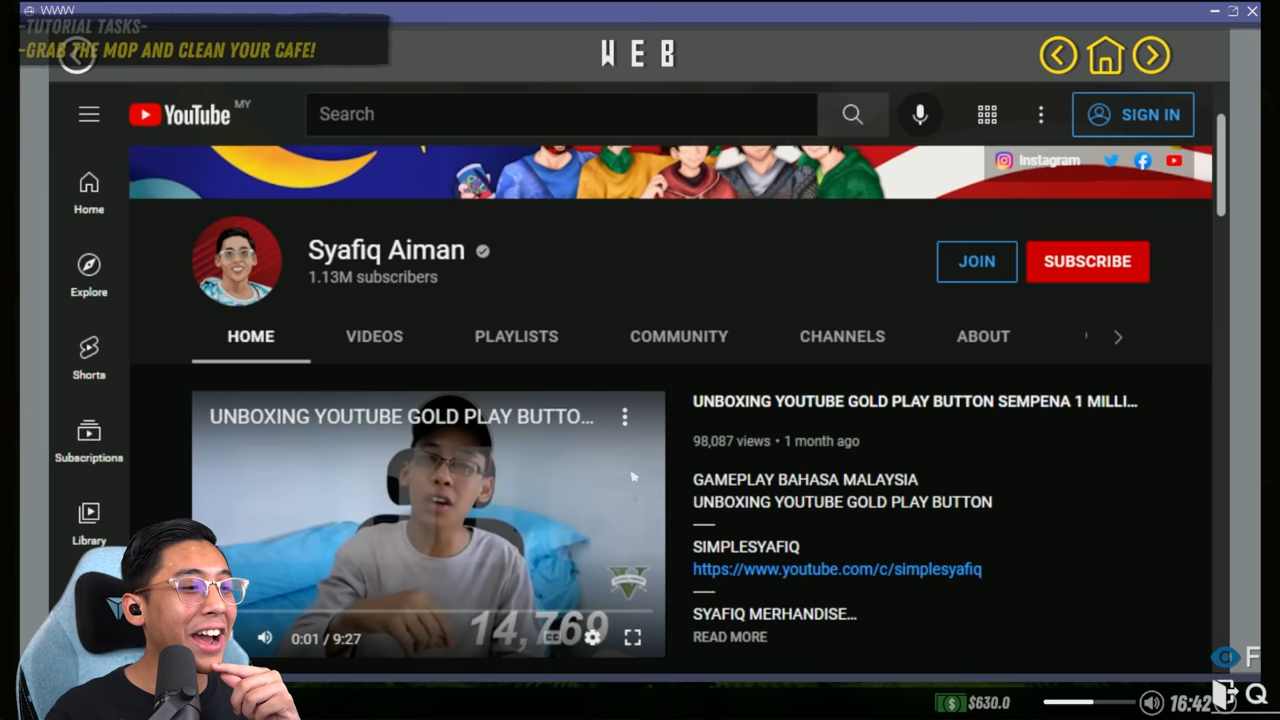 WWW
-TUTORIAL TASKS-
-GRAB THE MOP AND CLEAN YOUR CAFE!
WEB
YouTube MY
Search
SIGN IN
Instagram
Home
Explore
Shorts
Subscriptions
Library
Syafiq Aiman
1.13M subscribers
JOIN
SUBSCRIBE
HOME
VIDEOS
PLAYLISTS
COMMUNITY
CHANNELS
ABOUT
UNBOXING YOUTUBE GOLD PLAY BUTTO...
14,769
0:01 / 9:27
UNBOXING YOUTUBE GOLD PLAY BUTTON SEMPENA 1 MILLI...
98,087 views • 1 month ago
GAMEPLAY BAHASA MALAYSIA
UNBOXING YOUTUBE GOLD PLAY BUTTON
——
SIMPLESYAFIQ
https://www.youtube.com/c/simplesyafiq
——
SYAFIQ MERHANDISE...
READ MORE
F
Q
$630.0
16:42